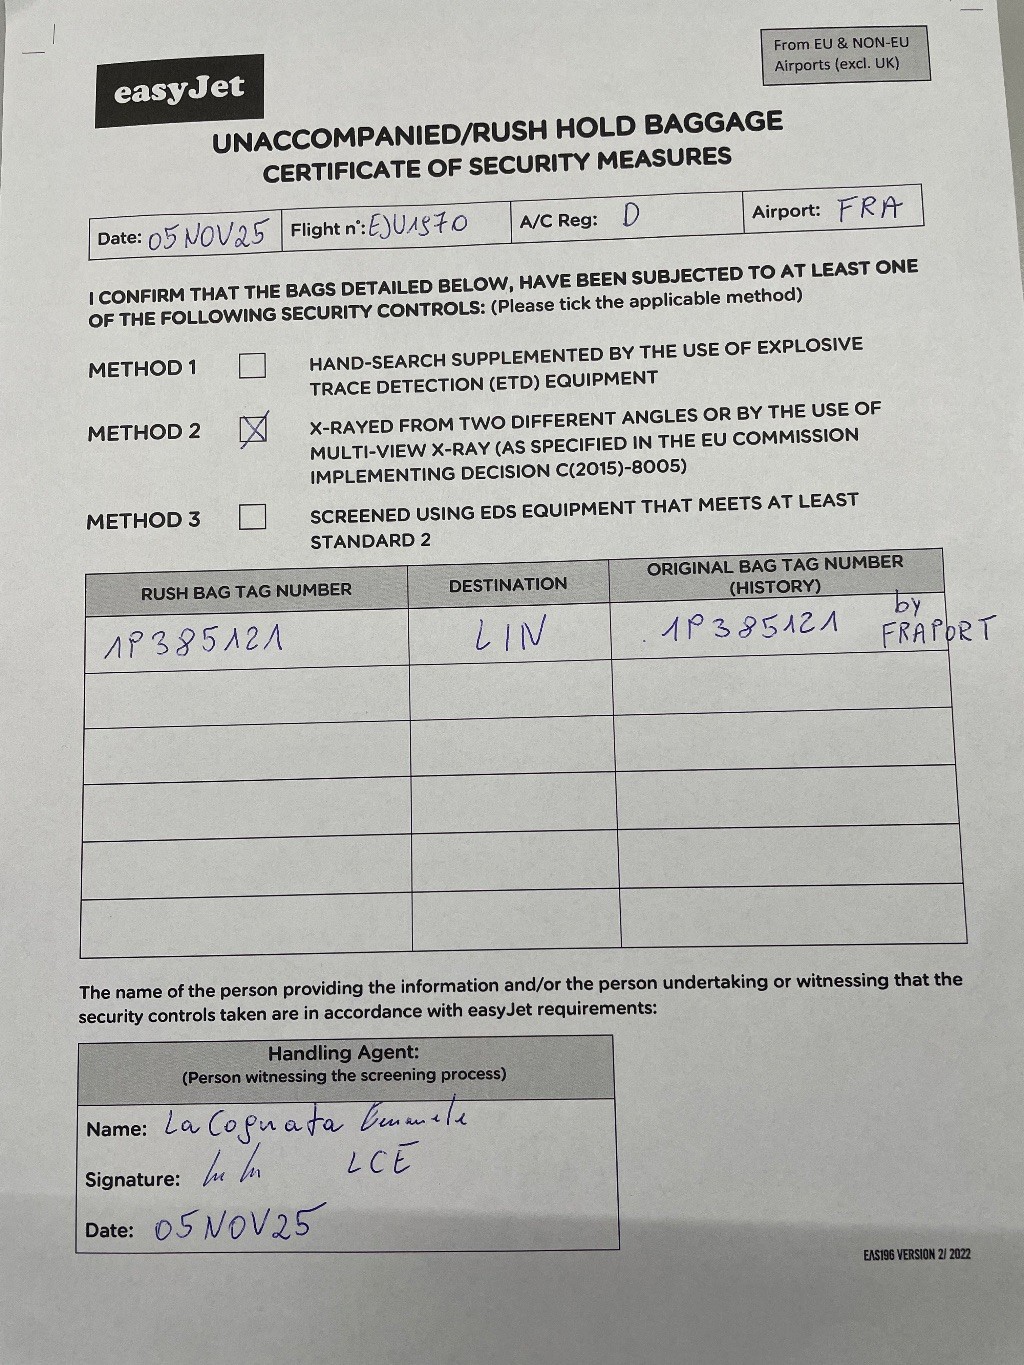 easyJet
From EU & NON-EU
Airports (excl. UK)
UNACCOMPANIED/RUSH HOLD BAGGAGE
CERTIFICATE OF SECURITY MEASURES
Date: 05NOV25 Flight n°: EJU1570 A/C Reg: D Airport: FRA
I CONFIRM THAT THE BAGS DETAILED BELOW, HAVE BEEN SUBJECTED TO AT LEAST ONE
OF THE FOLLOWING SECURITY CONTROLS: (Please tick the applicable method)
METHOD 1 HAND-SEARCH SUPPLEMENTED BY THE USE OF EXPLOSIVE
TRACE DETECTION (ETD) EQUIPMENT
METHOD 2 X-RAYED FROM TWO DIFFERENT ANGLES OR BY THE USE OF
MULTI-VIEW X-RAY (AS SPECIFIED IN THE EU COMMISSION
IMPLEMENTING DECISION C(2015)-8005)
METHOD 3 SCREENED USING EDS EQUIPMENT THAT MEETS AT LEAST
STANDARD 2
RUSH BAG TAG NUMBER DESTINATION ORIGINAL BAG TAG NUMBER
(HISTORY)
1P385121 LIN 1P385121 by
FRAPORT
The name of the person providing the information and/or the person undertaking or witnessing that the
security controls taken are in accordance with easyJet requirements:
Handling Agent:
(Person witnessing the screening process)
Name: La Cognata Emanuele
Signature: LCE
Date: 05NOV25
EAS196 VERSION 2/ 2022